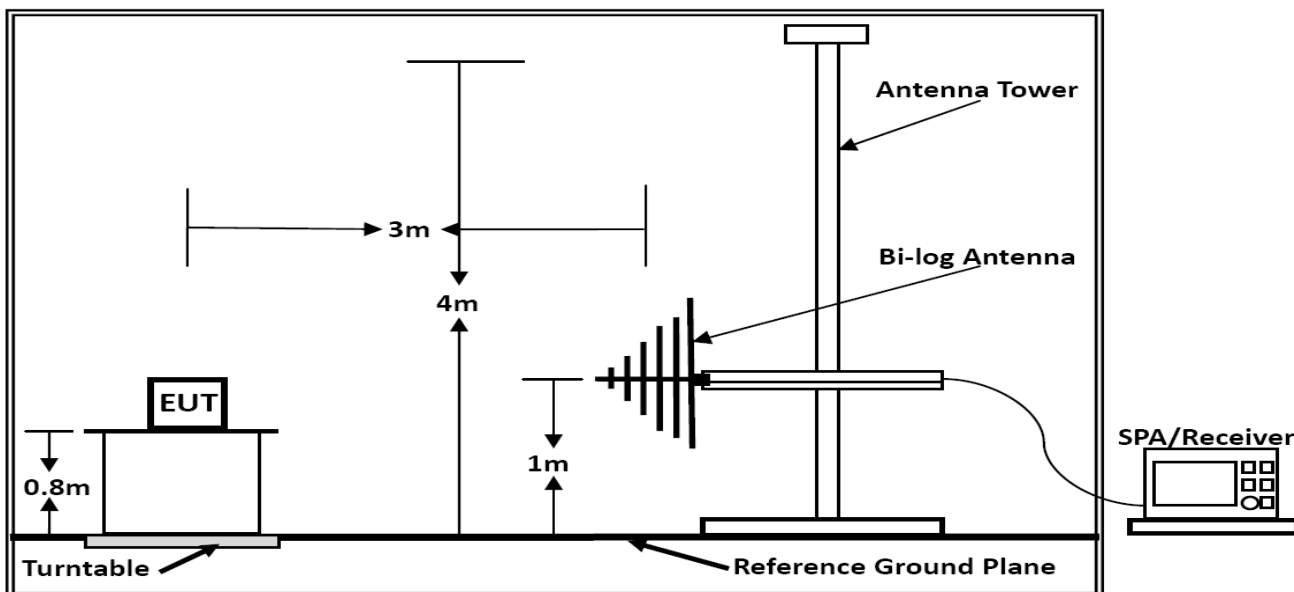 Antenna Tower
3m
Bi-log Antenna
4m
EUT
SPA/Receiver
1m
0.8m
Turntable
Reference Ground Plane